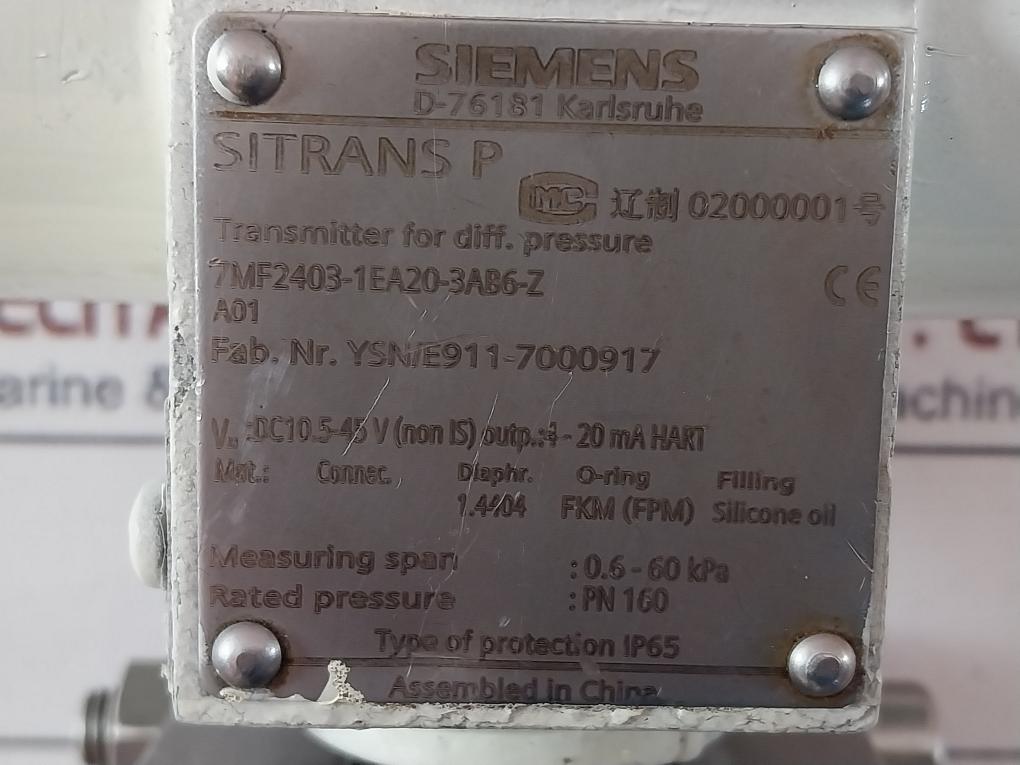 SIEMENS
D-76181 Karlsruhe
SITRANS P
MC 辽制 02000001号
Transmitter for diff. pressure
7MF2403-1EA20-3AB6-Z
CE
A01
Fab. Nr. YSN/E911-7000917
:DC10.5-45 V (non IS) outp.:4 - 20 mA HART
Mat.: Connec. Diaphr. O-ring Filling
1.4404 FKM (FPM) Silicone oil
Measuring span : 0.6 - 60 kPa
Rated pressure : PN 160
Type of protection IP65
Assembled in China
arine &